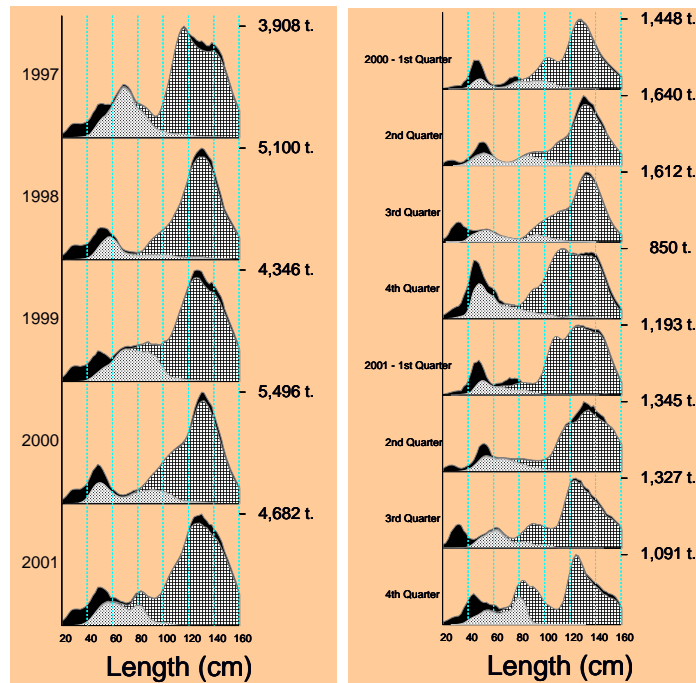 3,908 t.
1997
5,100 t.
1998
4,346 t.
1999
5,496 t.
2000
4,682 t.
2001
20 40 60 80 100 120 140 160
Length (cm)
1,448 t.
2000 - 1st Quarter
1,640 t.
2nd Quarter
1,612 t.
3rd Quarter
850 t.
4th Quarter
1,193 t.
2001 - 1st Quarter
1,345 t.
2nd Quarter
1,327 t.
3rd Quarter
1,091 t.
4th Quarter
20 40 60 80 100 120 140 160
Length (cm)